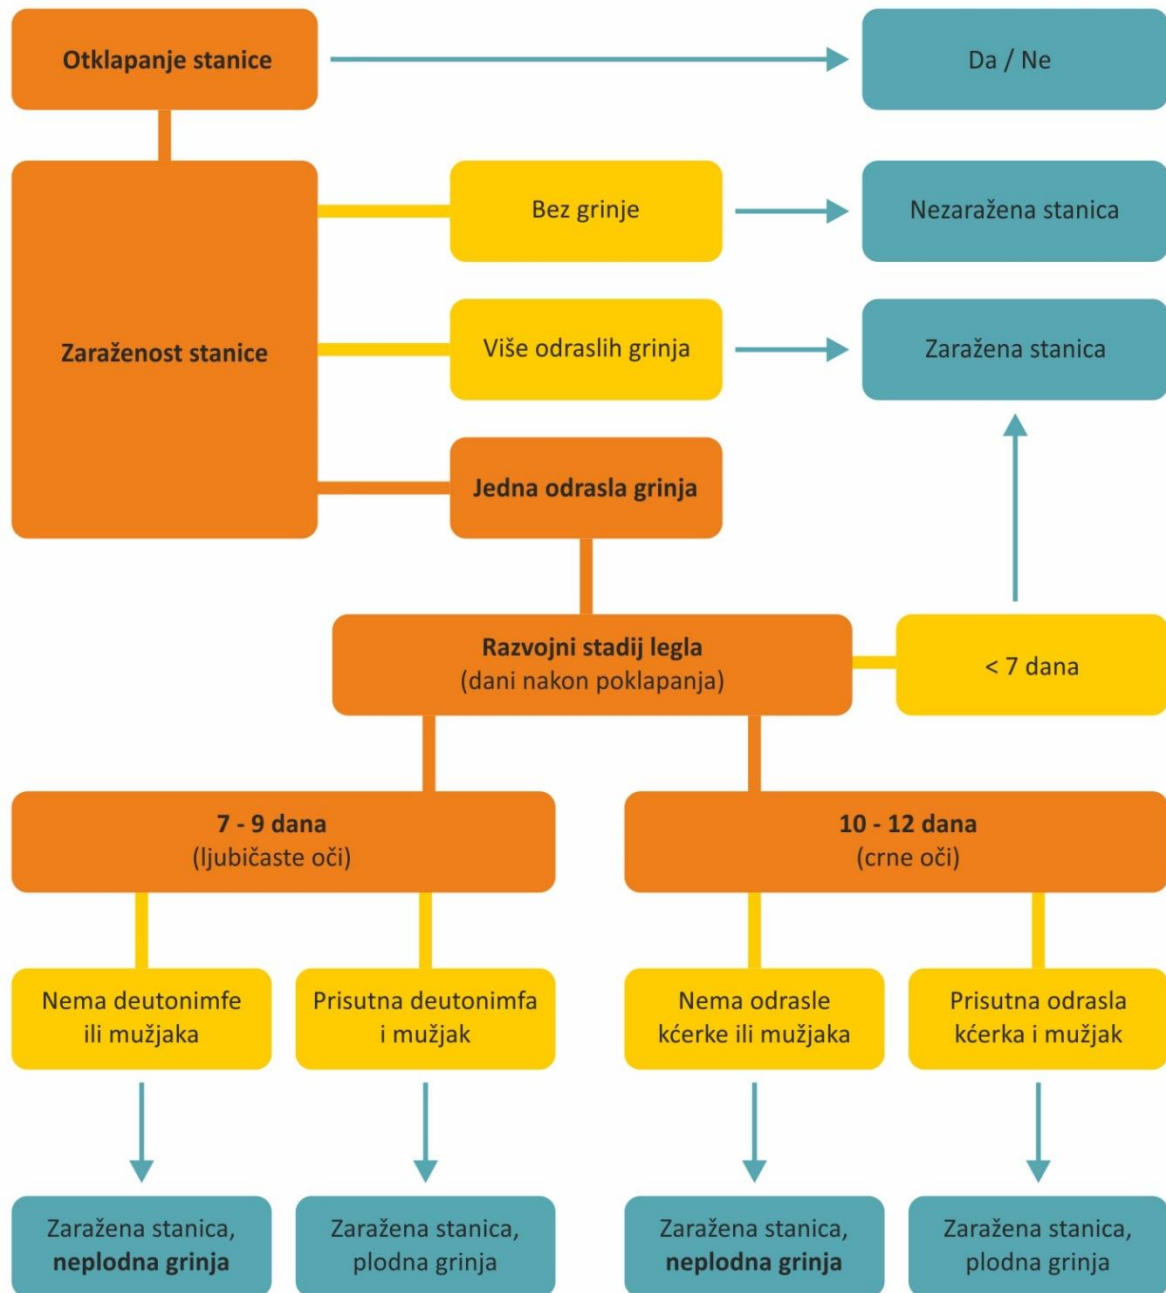 Otklapanje stanice
Da / Ne
Zaraženost stanice
Bez grinje
Nezaražena stanica
Više odraslih grinja
Zaražena stanica
Jedna odrasla grinja
Razvojni stadij legla
(dani nakon poklapanja)
< 7 dana
7 - 9 dana
(ljubičaste oči)
10 - 12 dana
(crne oči)
Nema deutonimfe
ili mužjaka
Prisutna deutonimfa
i mužjak
Nema odrasle
kćerke ili mužjaka
Prisutna odrasla
kćerka i mužjak
Zaražena stanica,
neplodna grinja
Zaražena stanica,
plodna grinja
Zaražena stanica,
neplodna grinja
Zaražena stanica,
plodna grinja